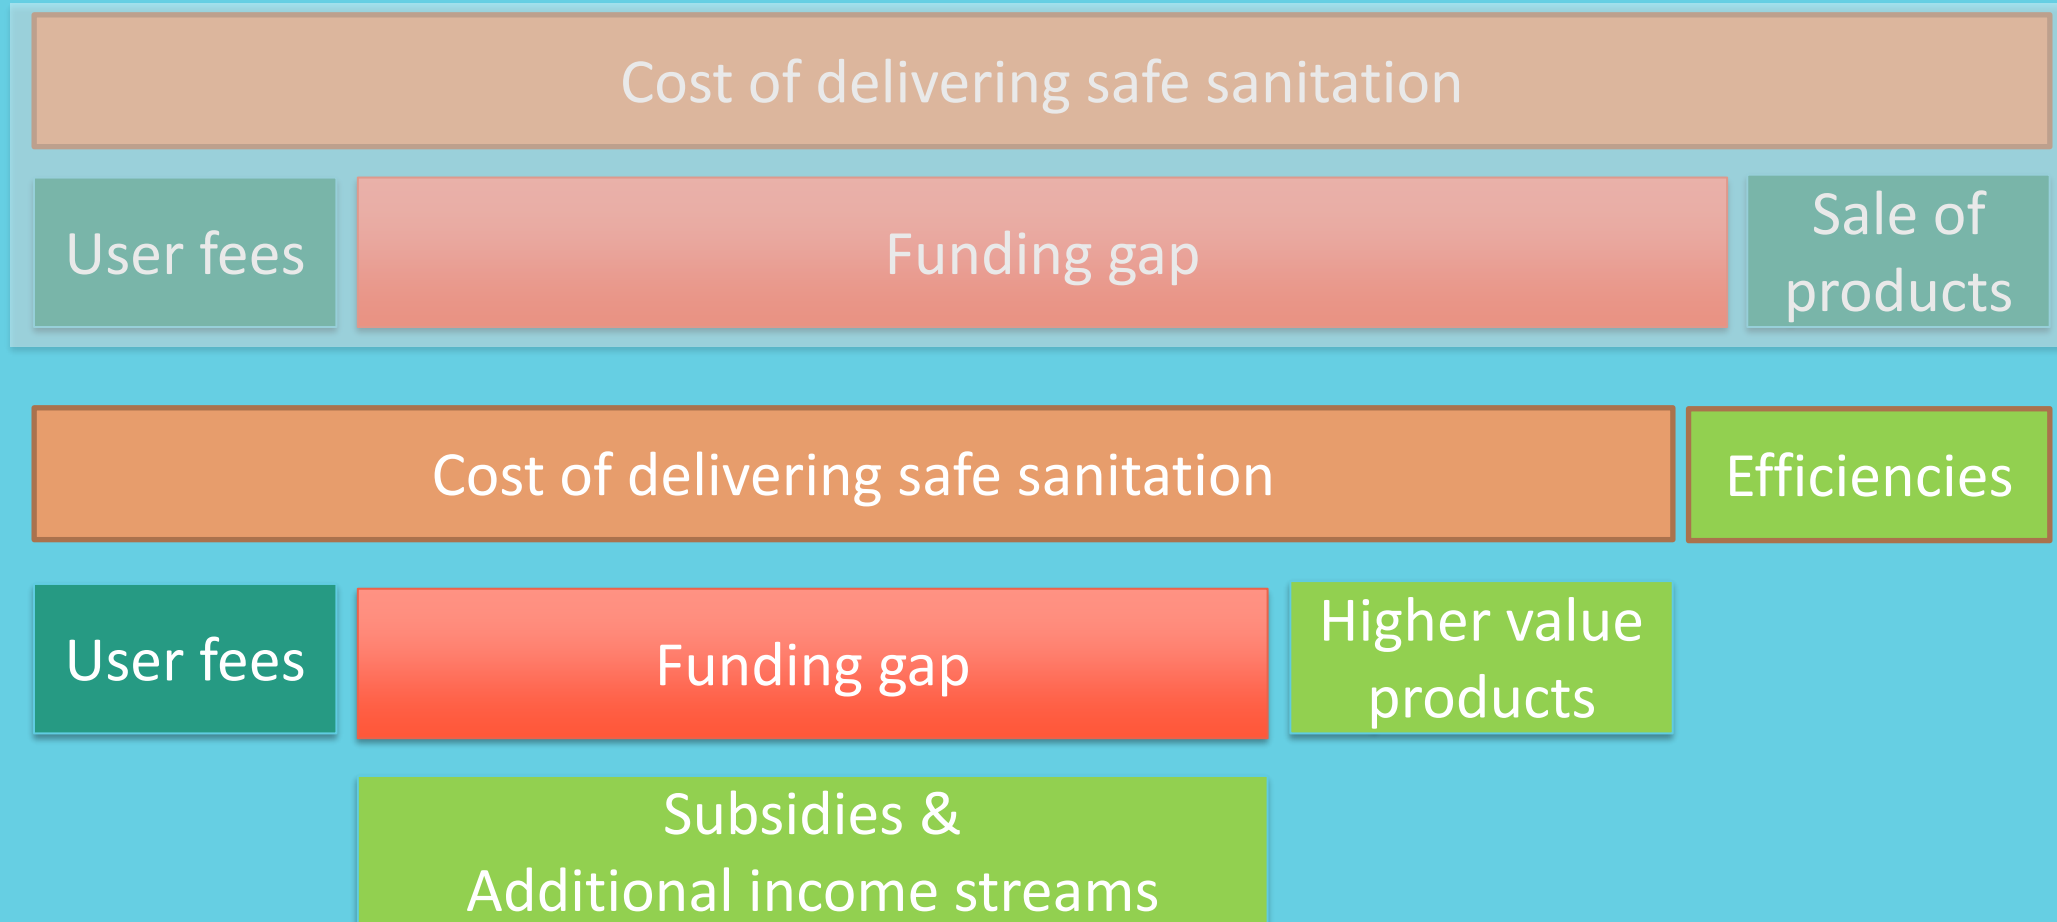 Cost of delivering safe sanitation
User fees
Funding gap
Sale of
products
Cost of delivering safe sanitation
Efficiencies
User fees
Funding gap
Higher value
products
Subsidies &
Additional income streams